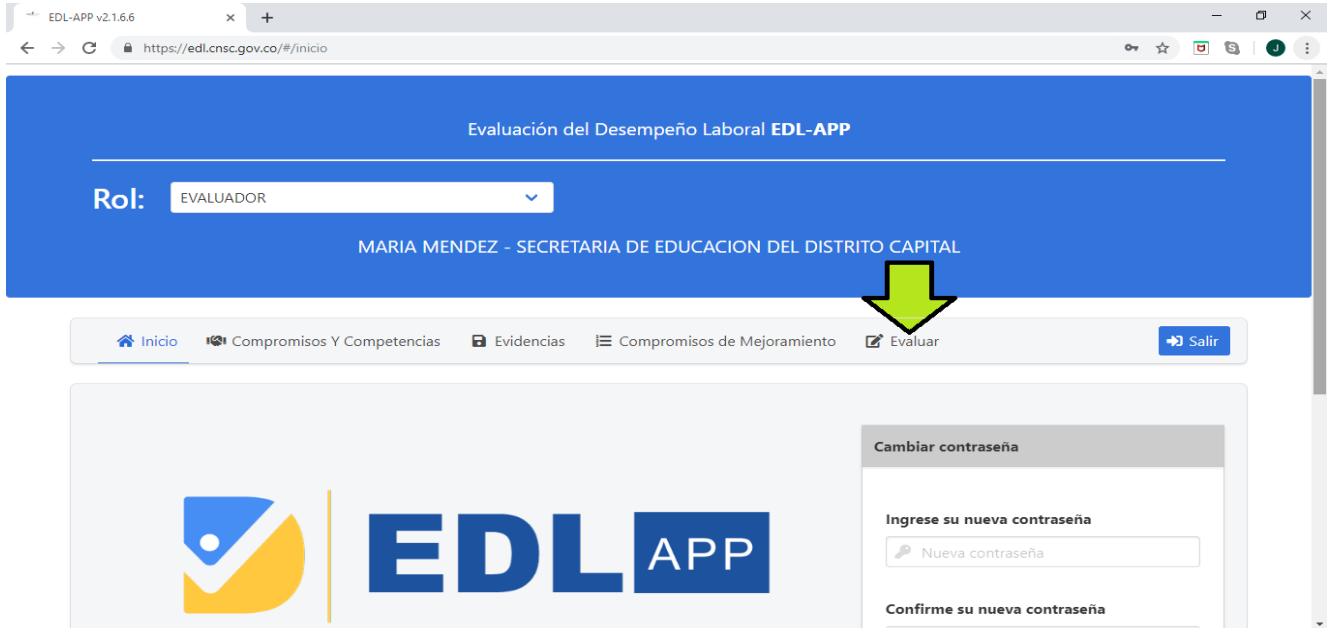 EDL-APP v2.1.6.6
https://edl.cnsc.gov.co/#/inicio
J
Evaluación del Desempeño Laboral EDL-APP
Rol: EVALUADOR
MARIA MENDEZ - SECRETARIA DE EDUCACION DEL DISTRITO CAPITAL
Inicio Compromisos Y Competencias Evidencias Compromisos de Mejoramiento Evaluar Salir
Cambiar contraseña
Ingrese su nueva contraseña
Nueva contraseña
EDL APP
Confirme su nueva contraseña